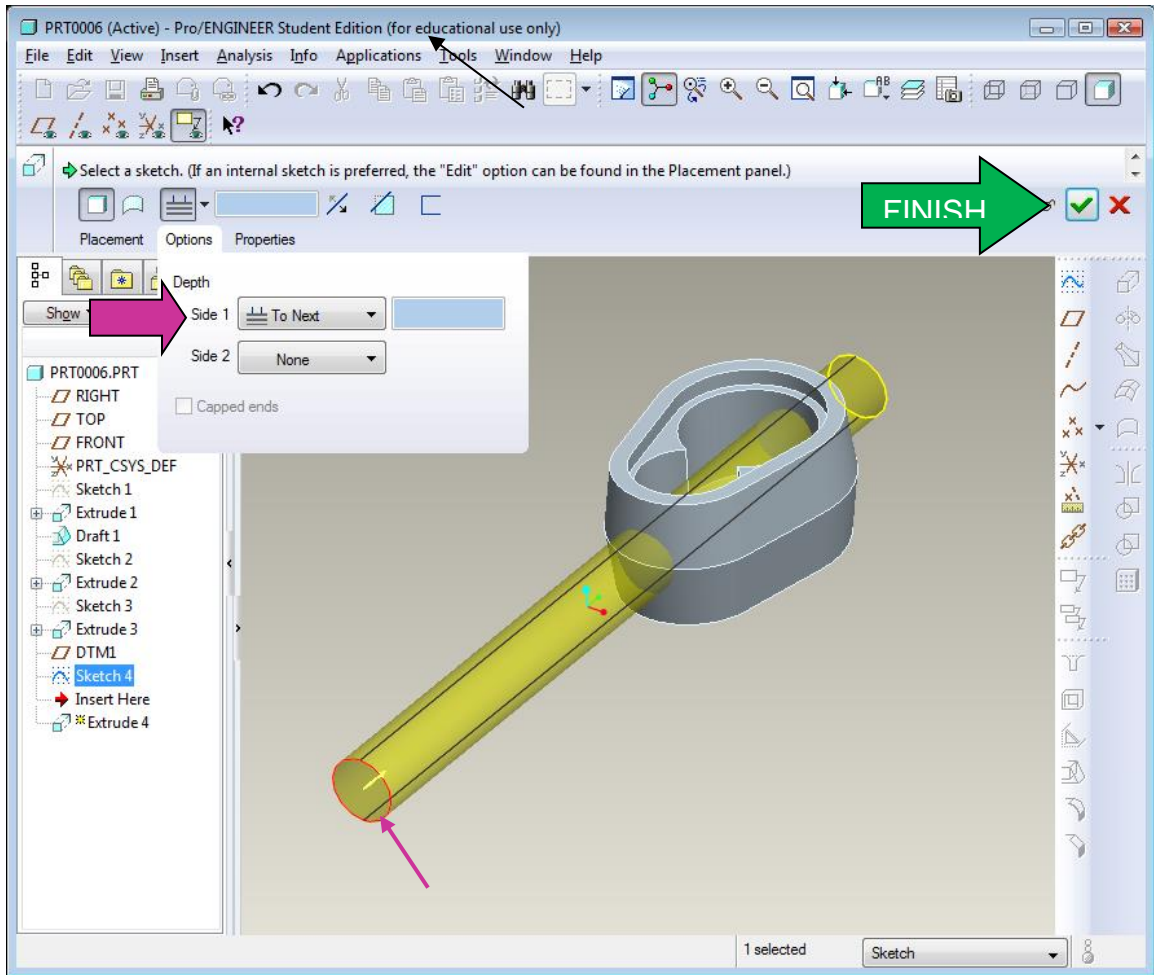 PRT0006 (Active) - Pro/ENGINEER Student Edition (for educational use only)
File Edit View Insert Analysis Info Applications Tools Window Help
Select a sketch. (If an internal sketch is preferred, the "Edit" option can be found in the Placement panel.)
FINISH
Placement Options Properties
Depth
Show
Side 1 To Next
Side 2 None
Capped ends
PRT0006.PRT
RIGHT
TOP
FRONT
PRT_CSYS_DEF
Sketch 1
Extrude 1
Draft 1
Sketch 2
Extrude 2
Sketch 3
Extrude 3
DTM1
Sketch 4
Insert Here
Extrude 4
1 selected Sketch